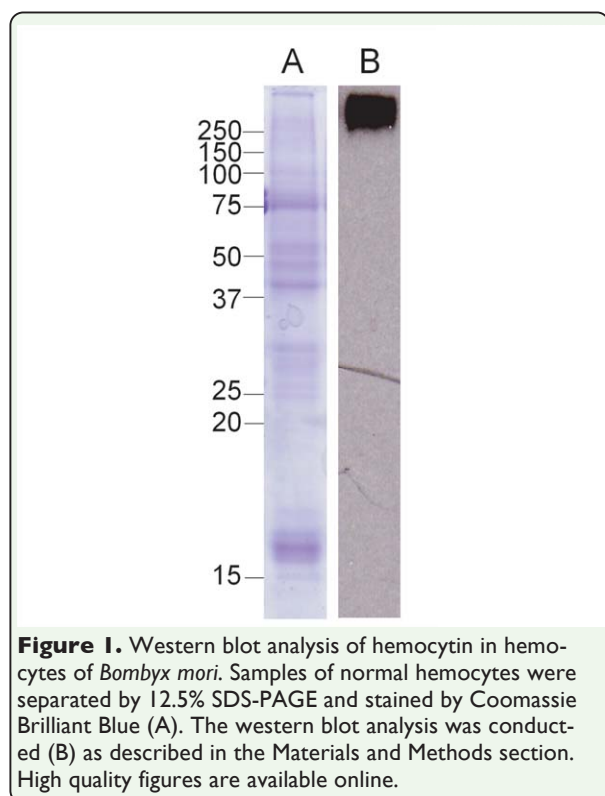 A B
250
150
100
75
50
37
25
20
15
Figure 1. Western blot analysis of hemocytin in hemo-
cytes of Bombyx mori. Samples of normal hemocytes were
separated by 12.5% SDS-PAGE and stained by Coomassie
Brilliant Blue (A). The western blot analysis was conduct-
ed (B) as described in the Materials and Methods section.
High quality figures are available online.